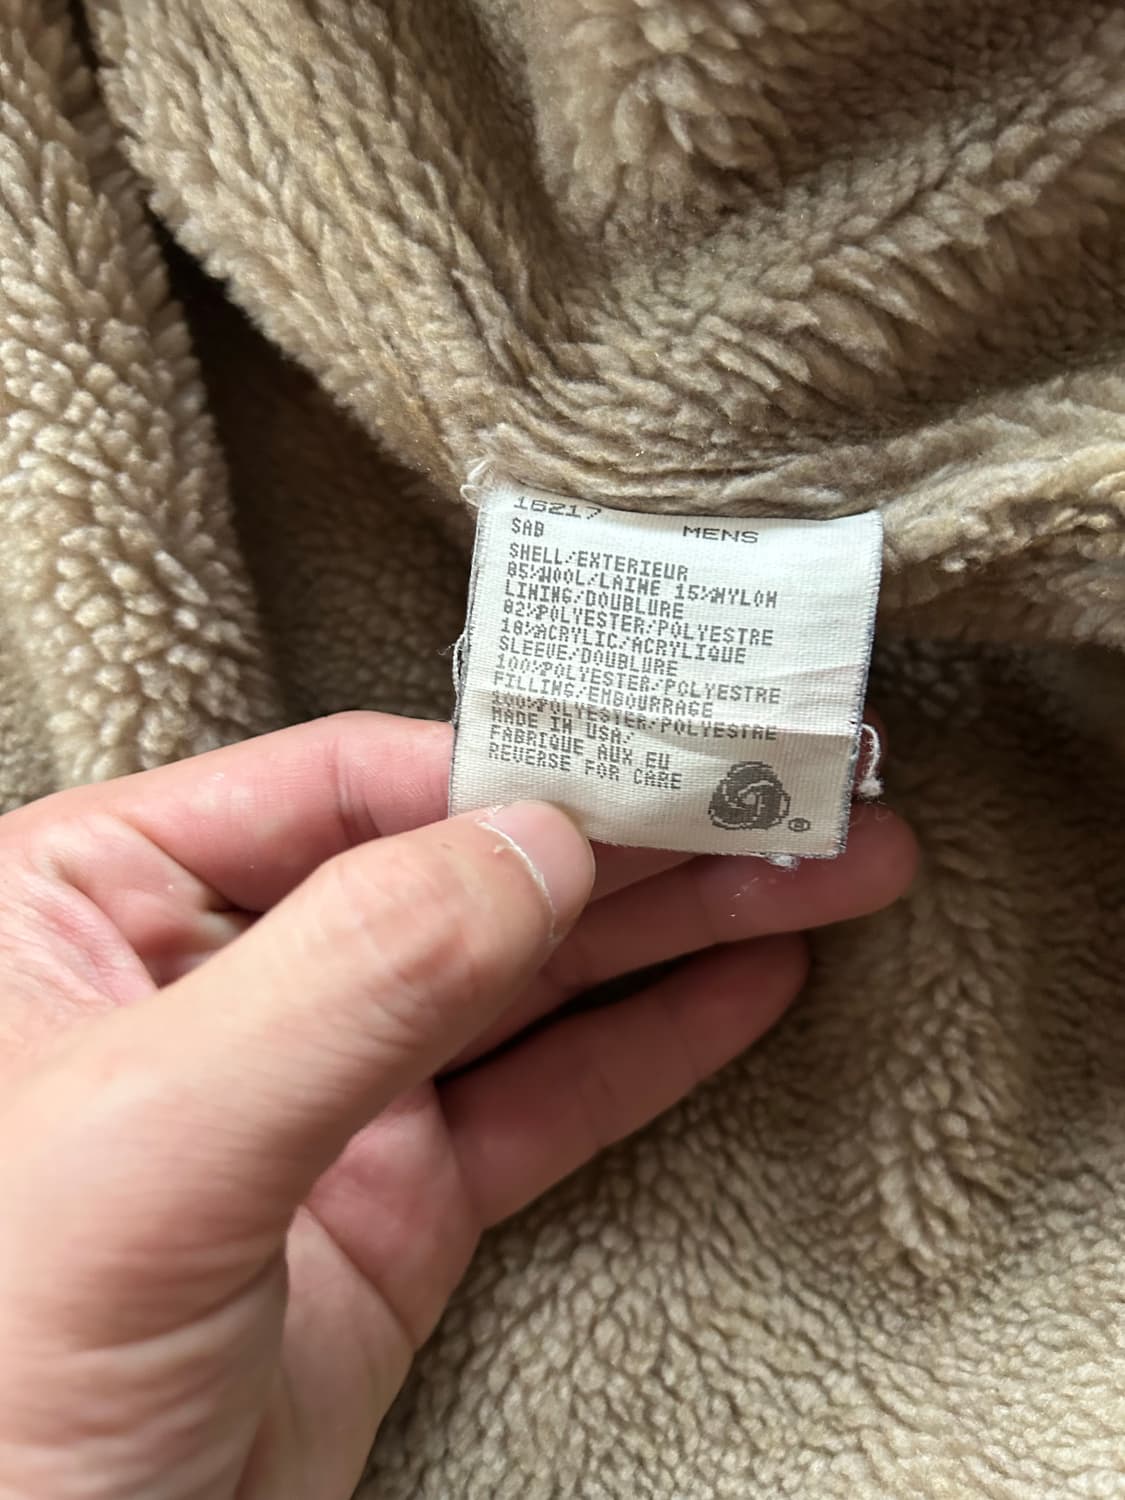 16217
SAB MENS
SHELL/EXTERIEUR
85%WOOL/LAINE 15%NYLON
LINING/DOUBLURE
82%POLYESTER/POLYESTRE
18%ACRYLIC/ACRYLIQUE
SLEEVE/DOUBLURE
100%POLYESTER/POLYESTRE
FILLING/EMBOURRAGE
100%POLYESTER/POLYESTRE
MADE IN USA/
FABRIQUE AUX EU
REVERSE FOR CARE
®